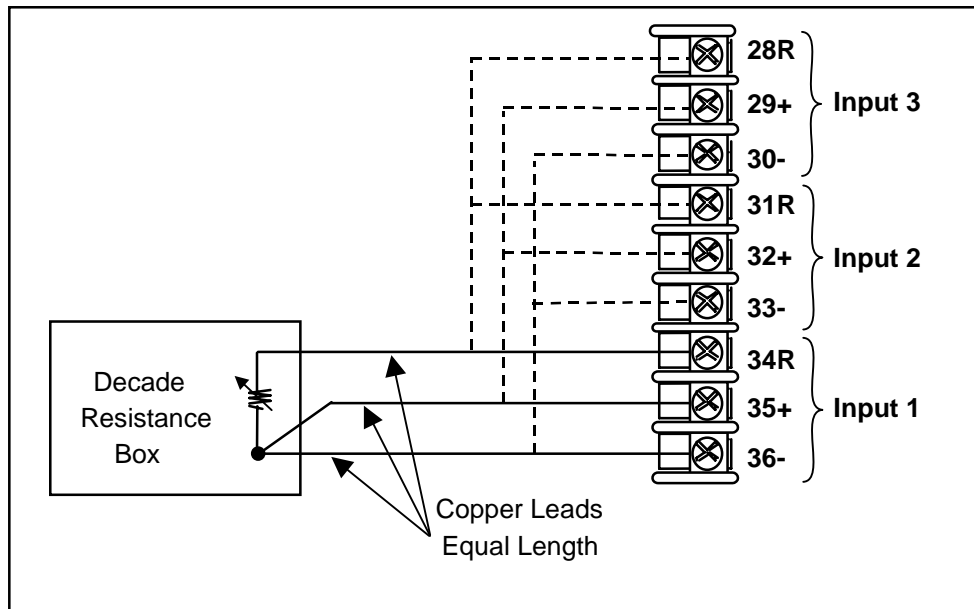 28R
29+
Input 3
30-
31R
32+
Input 2
33-
34R
35+
Input 1
36-
Decade
Resistance
Box
Copper Leads
Equal Length